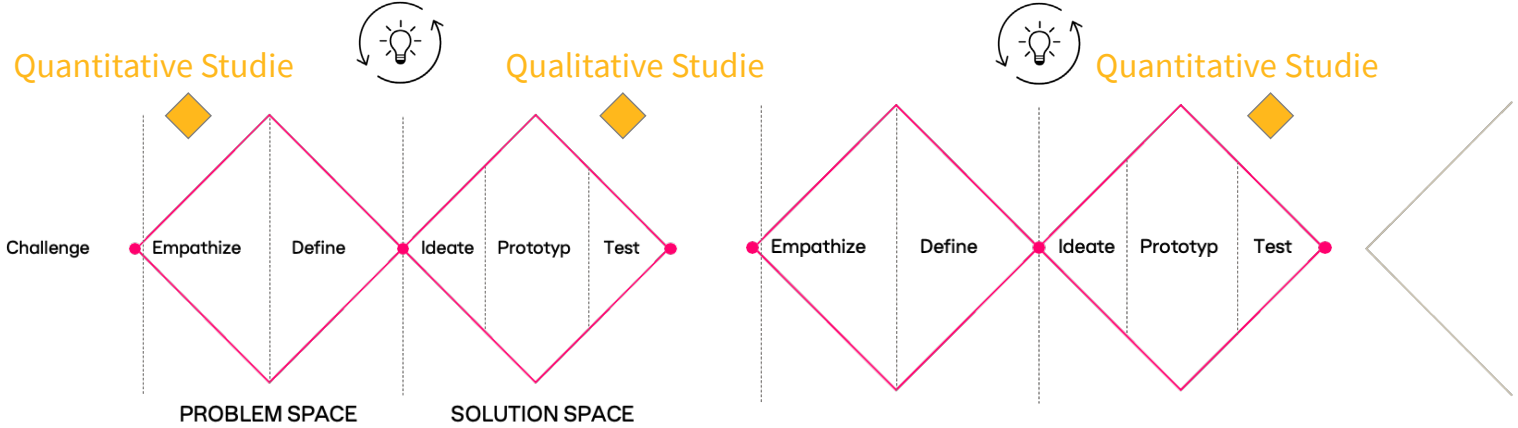 Quantitative Studie
Qualitative Studie
Quantitative Studie
Challenge
Empathize
Define
Ideate
Prototyp
Test
Empathize
Define
Ideate
Prototyp
Test
PROBLEM SPACE
SOLUTION SPACE